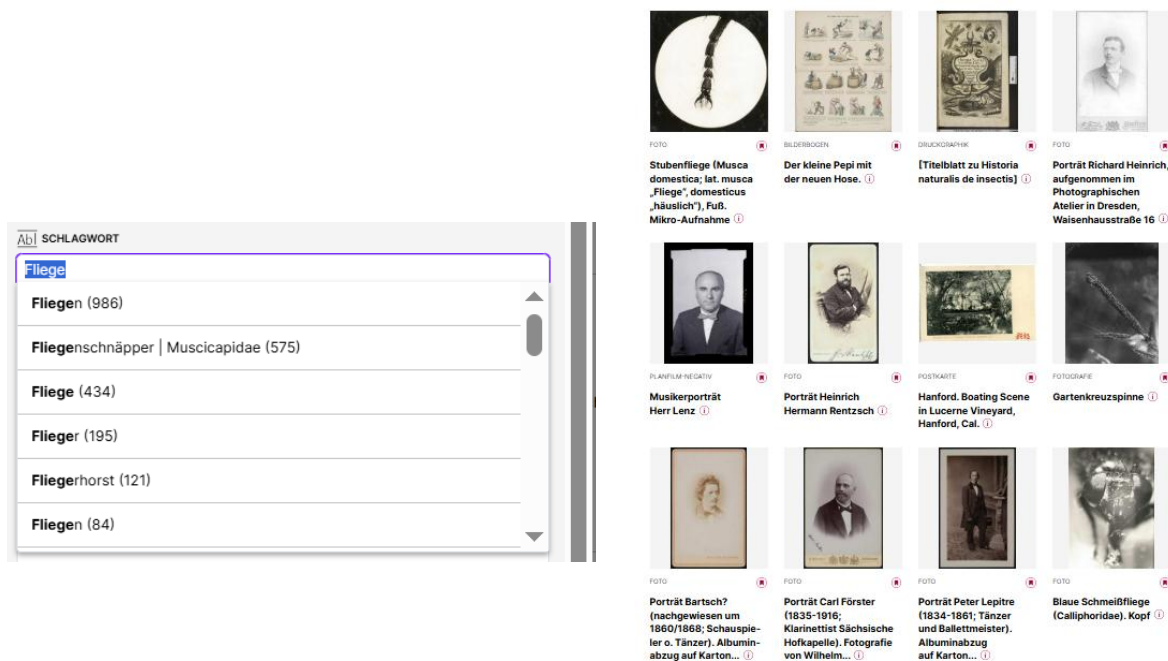 Abl SCHLAGWORT
Fliege
Fliegen (986)
Fliegenschnäpper | Muscicapidae (575)
Fliege (434)
Flieger (195)
Fliegerhorst (121)
Fliegen (84)
FOTO
Stubenfliege (Musca
domestica; lat. musca
„Fliege“, domesticus
„häuslich“), Fuß.
Mikro-Aufnahme
BILDERBOGEN
Der kleine Pepi mit
der neuen Hose.
DRUCKGRAPHIK
[Titelblatt zu Historia
naturalis de insectis]
FOTO
Porträt Richard Heinrich,
aufgenommen im
Photographischen
Atelier in Dresden,
Waisenhausstraße 16
PLANFILM-NEGATIV
Musikerporträt
Herr Lenz
FOTO
Porträt Heinrich
Hermann Rentzsch
POSTKARTE
Hanford. Boating Scene
in Lucerne Vineyard,
Hanford, Cal.
FOTOGRAFIE
Gartenkreuzspinne
FOTO
Porträt Bartsch?
(nachgewiesen um
1860/1868; Schauspie-
ler o. Tänzer). Albumin-
abzug auf Karton...
FOTO
Porträt Carl Förster
(1835-1916;
Klarinettist Sächsische
Hofkapelle). Fotografie
von Wilhelm...
FOTO
Porträt Peter Lepitre
(1834-1861; Tänzer
und Ballettmeister).
Albuminabzug
auf Karton...
FOTO
Blaue Schmeißfliege
(Calliphoridae). Kopf